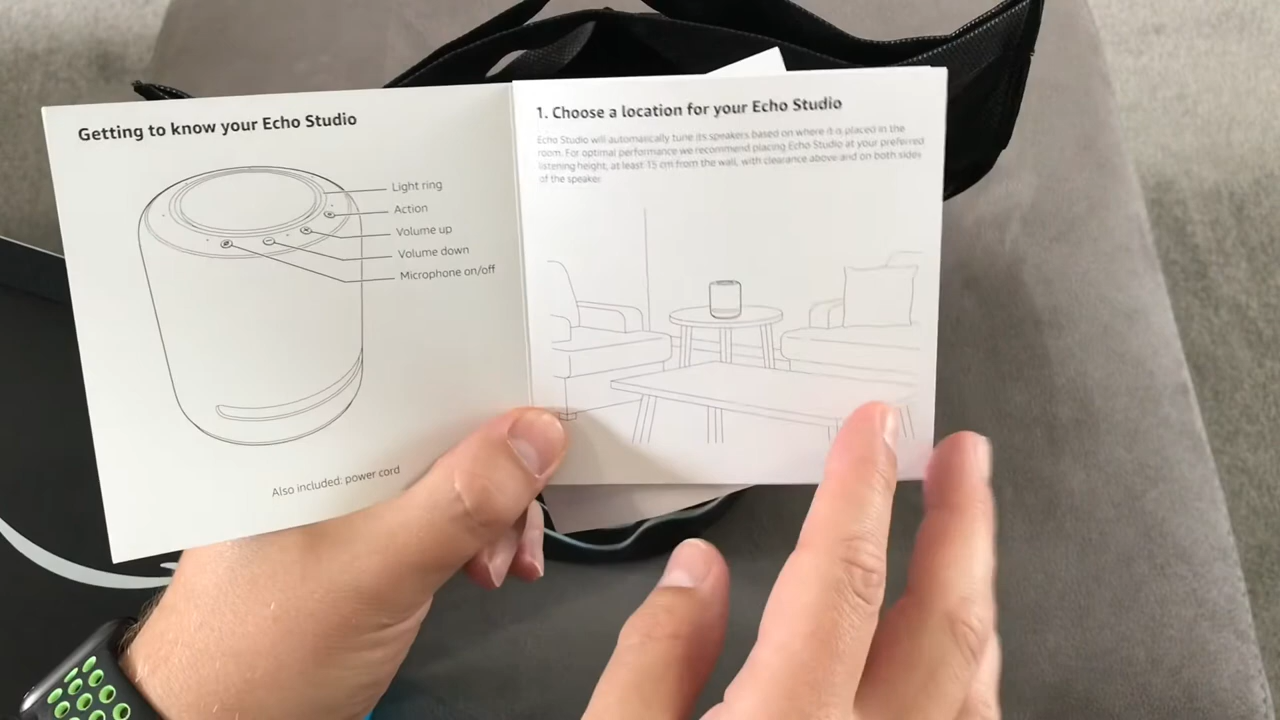 Getting to know your Echo Studio
Light ring
Action
Volume up
Volume down
Microphone on/off
Also included: power cord
1. Choose a location for your Echo Studio
Echo Studio will automatically tune its speakers based on where it is placed in the
room. For optimal performance we recommend placing Echo Studio at your preferred
listening height, at least 15 cm from the wall, with clearance above and on both sides
of the speaker.